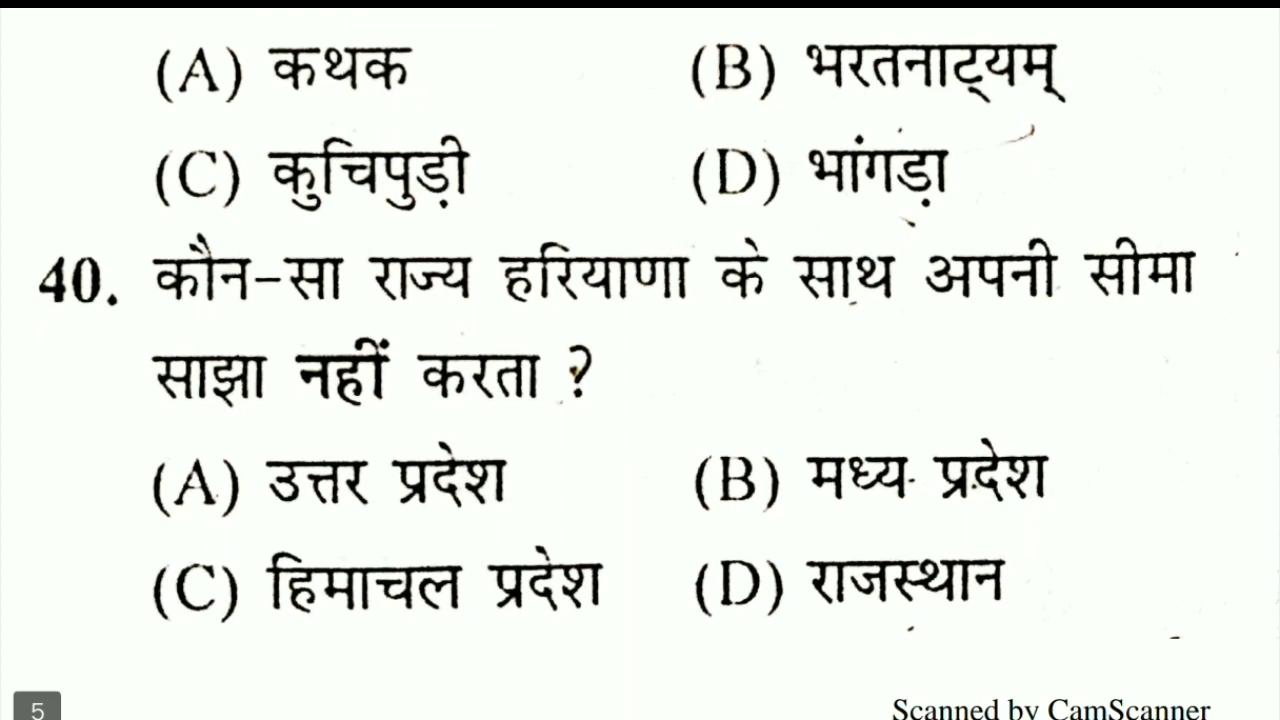 (A) कथक (B) भरतनाट्यम्
(C) कुचिपुड़ी (D) भांगड़ा
40. कौन-सा राज्य हरियाणा के साथ अपनी सीमा
साझा नहीं करता ?
(A) उत्तर प्रदेश (B) मध्य प्रदेश
(C) हिमाचल प्रदेश (D) राजस्थान
5
Scanned by CamScanner